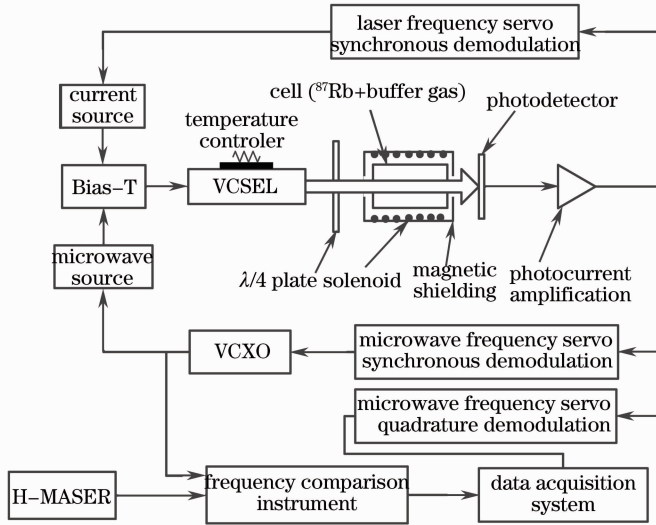 laser frequency servo
synchronous demodulation
current
source
cell (⁸⁷Rb+buffer gas)
photodetector
temperature
controler
Bias-T
VCSEL
microwave
source
λ/4 plate solenoid
magnetic
shielding
photocurrent
amplification
VCXO
microwave frequency servo
synchronous demodulation
microwave frequency servo
quadrature demodulation
H-MASER
frequency comparison
instrument
data acquisition
system